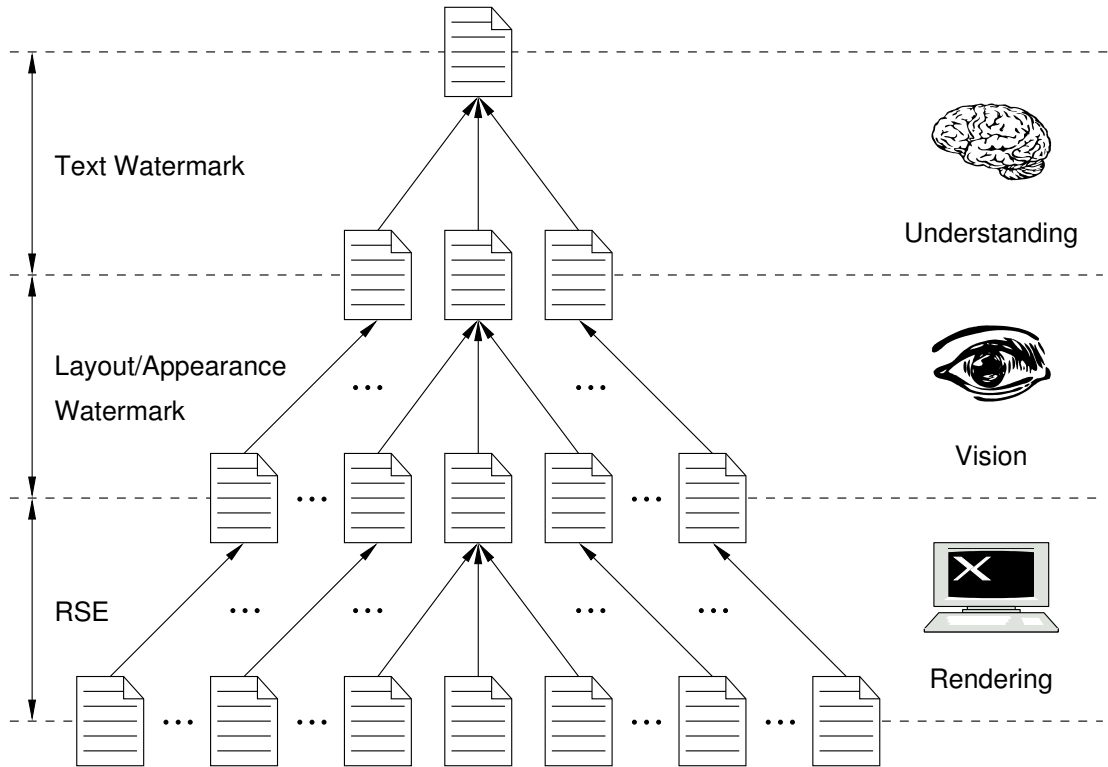 Text Watermark
Understanding
Layout/Appearance
Watermark
Vision
RSE
X
Rendering